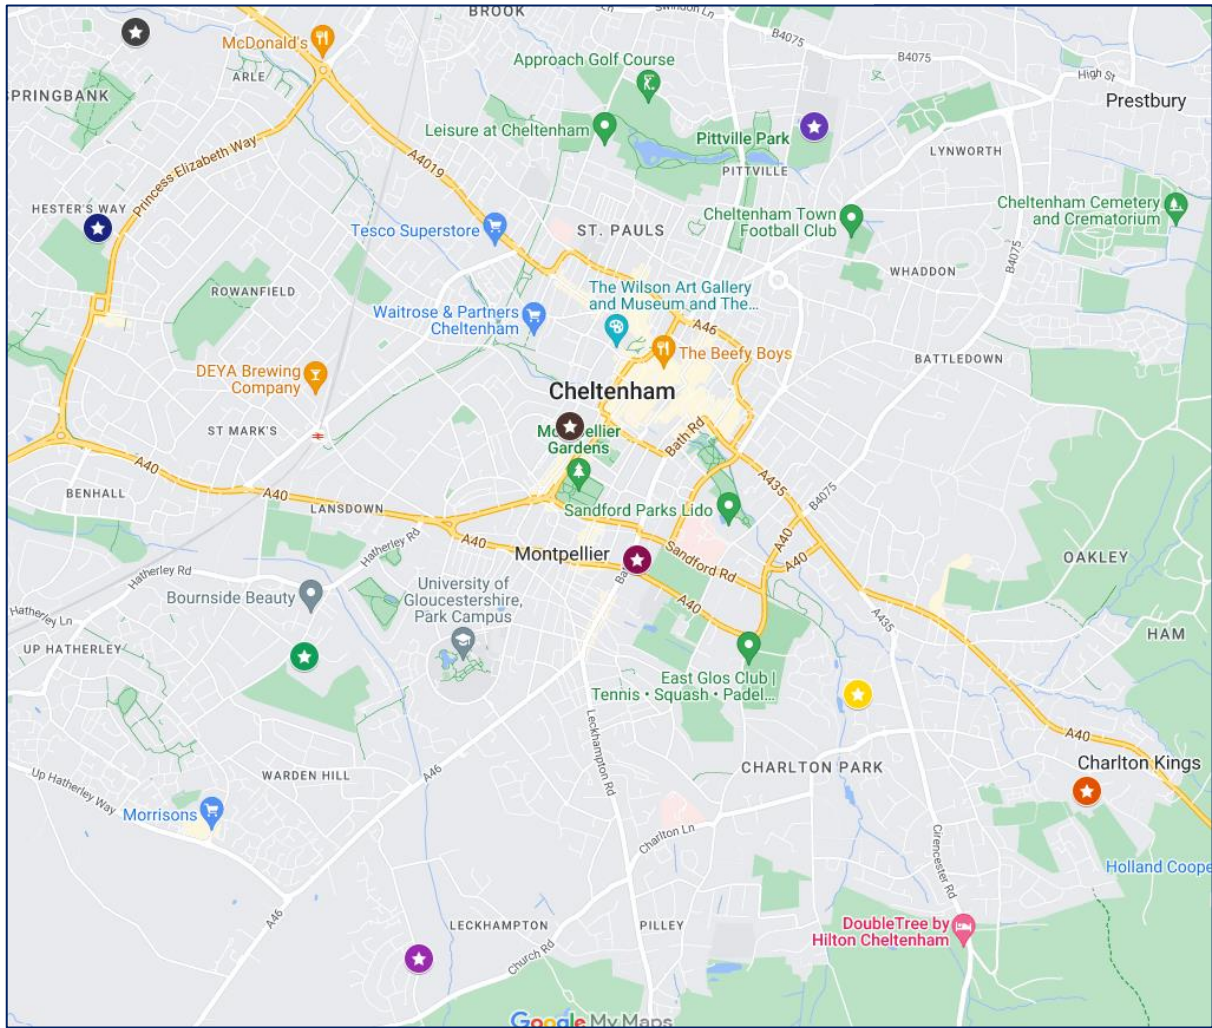 BROOK
Swindon Ln
B4075
McDonald's
B4075
High St
ARLE
Approach Golf Course
SPRINGBANK
Prestbury
Leisure at Cheltenham
Pittville Park
Princess Elizabeth Way
A4019
LYNWORTH
PITTVILLE
HESTER'S WAY
Cheltenham Town
Football Club
Cheltenham Cemetery
and Crematorium
Tesco Superstore
ST. PAULS
B4075
WHADDON
ROWANFIELD
The Wilson Art Gallery
and Museum and The...
Waitrose & Partners
Cheltenham
A46
The Beefy Boys
BATTLEDOWN
DEYA Brewing
Company
Cheltenham
ST MARK'S
Gardens
Bath Rd
A40
A435
BENHALL
A40
B4075
LANSDOWN
Sandford Parks Lido
Hatherley Rd
A40
Montpellier
A40
A40
OAKLEY
Sandford Rd
Hatherley Rd
University of
Gloucestershire,
Park Campus
Bournside Beauty
A40
A435
Hatherley Ln
UP HATHERLEY
HAM
East Glos Club |
Tennis • Squash • Padel...
Leckhampton Rd
A40
Charlton Kings
WARDEN HILL
A46
CHARLTON PARK
Up Hatherley Way
Morrisons
Charlton Ln
Cirencester Rd
Holland Coope
A46
LECKHAMPTON
PILLEY
DoubleTree by
Hilton Cheltenham
Church Rd
Google My Maps